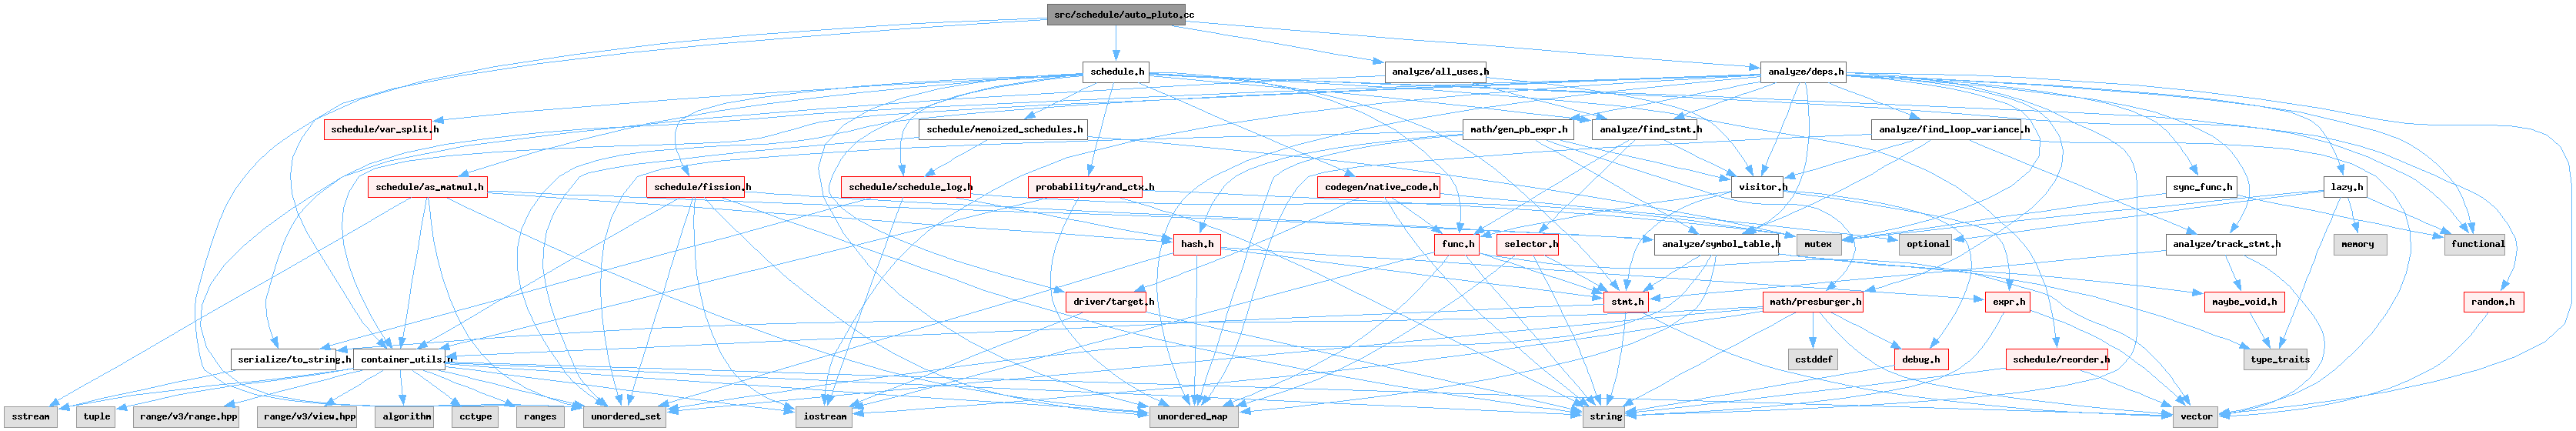 src/schedule/auto_pluto.cc
schedule.h
analyze/all_uses.h
analyze/deps.h
schedule/var_split.h
schedule/memoized_schedules.h
math/gen_pb_expr.h
analyze/find_stmt.h
analyze/find_loop_variance.h
schedule/as_matmul.h
schedule/fission.h
schedule/schedule_log.h
probability/rand_ctx.h
codegen/native_code.h
visitor.h
sync_func.h
lazy.h
hash.h
func.h
selector.h
analyze/symbol_table.h
mutex
optional
analyze/track_stmt.h
memory
functional
driver/target.h
stmt.h
math/presburger.h
expr.h
maybe_void.h
random.h
serialize/to_string.h
container_utils.h
cstddef
debug.h
schedule/reorder.h
type_traits
sstream
tuple
range/v3/range.hpp
range/v3/view.hpp
algorithm
cctype
ranges
unordered_set
iostream
unordered_map
string
vector